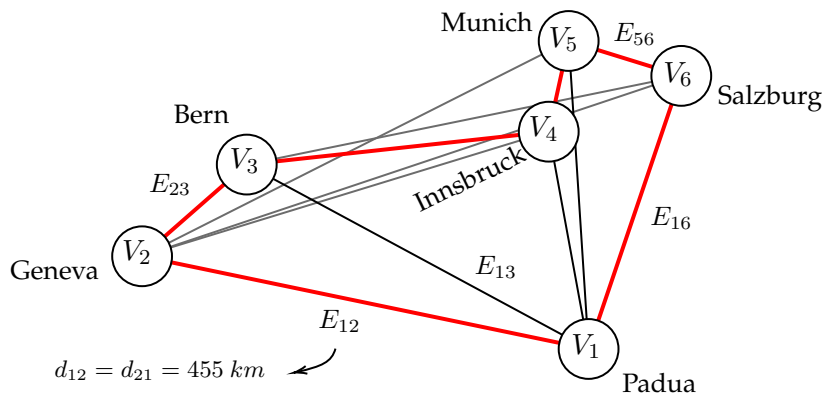 Munich
V5
E56
V6
Salzburg
Bern
V4
V3
Innsbruck
E23
E16
V2
Geneva
E13
E12
V1
d12 = d21 = 455 km
Padua